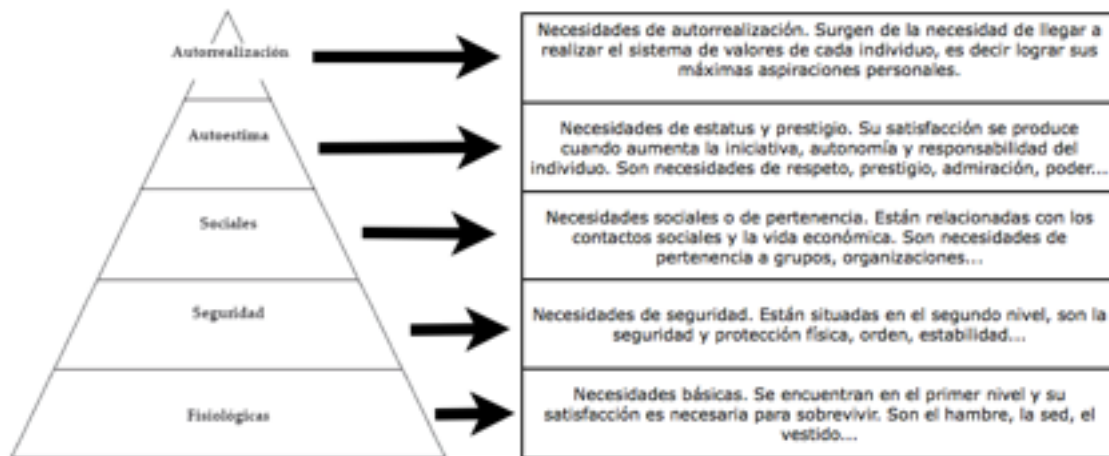 Autorrealización
Necesidades de autorrealización. Surgen de la necesidad de llegar a
realizar el sistema de valores de cada individuo, es decir lograr sus
máximas aspiraciones personales.
Autoestima
Necesidades de estatus y prestigio. Su satisfacción se produce
cuando aumenta la iniciativa, autonomía y responsabilidad del
individuo. Son necesidades de respeto, prestigio, admiración, poder...
Sociales
Necesidades sociales o de pertenencia. Están relacionadas con los
contactos sociales y la vida económica. Son necesidades de
pertenencia a grupos, organizaciones...
Seguridad
Necesidades de seguridad. Están situadas en el segundo nivel, son la
seguridad y protección física, orden, estabilidad...
Fisiológicas
Necesidades básicas. Se encuentran en el primer nivel y su
satisfacción es necesaria para sobrevivir. Son el hambre, la sed, el
vestido...